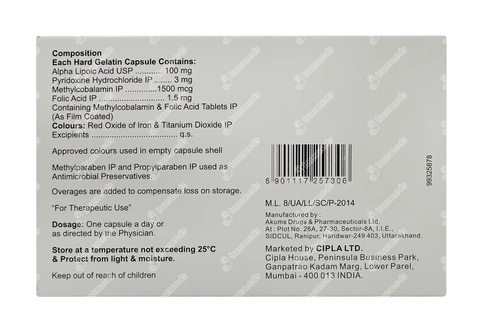 Composition
Each Hard Gelatin Capsule Contains:
Alpha Lipoic Acid USP ........... 100 mg
Pyridoxine Hydrochloride IP ....... 3 mg
Methylcobalamin IP ..............1500 mcg
Folic Acid IP ........................ 1.5 mg
Containing Methylcobalamin & Folic Acid Tablets IP
(As Film Coated)
Colours: Red Oxide of Iron & Titanium Dioxide IP
Excipients ............................ q.s.
Approved colours used in empty capsule shell
Methylparaben IP and Propylparaben IP used as
Antimicrobial Preservatives.
Overages are added to compensate loss on storage.
"For Therapeutic Use"
Dosage: One capsule a day or
as directed by the Physician.
Store at a temperature not exceeding 25°C
& Protect from light & moisture.
Keep out of reach of children
8 901117 257306
99325878
M.L. 8/UA/LL/SC/P-2014
Manufactured by :
Akums Drugs & Pharmaceuticals Ltd.
At : Plot No. 26A, 27-30, Sector-8A, I.I.E.,
SIDCUL, Ranipur, Haridwar-249 403, Uttarakhand.
Marketed by CIPLA LTD.
Cipla House, Peninsula Business Park,
Ganpatrao Kadam Marg, Lower Parel,
Mumbai - 400 013 INDIA.